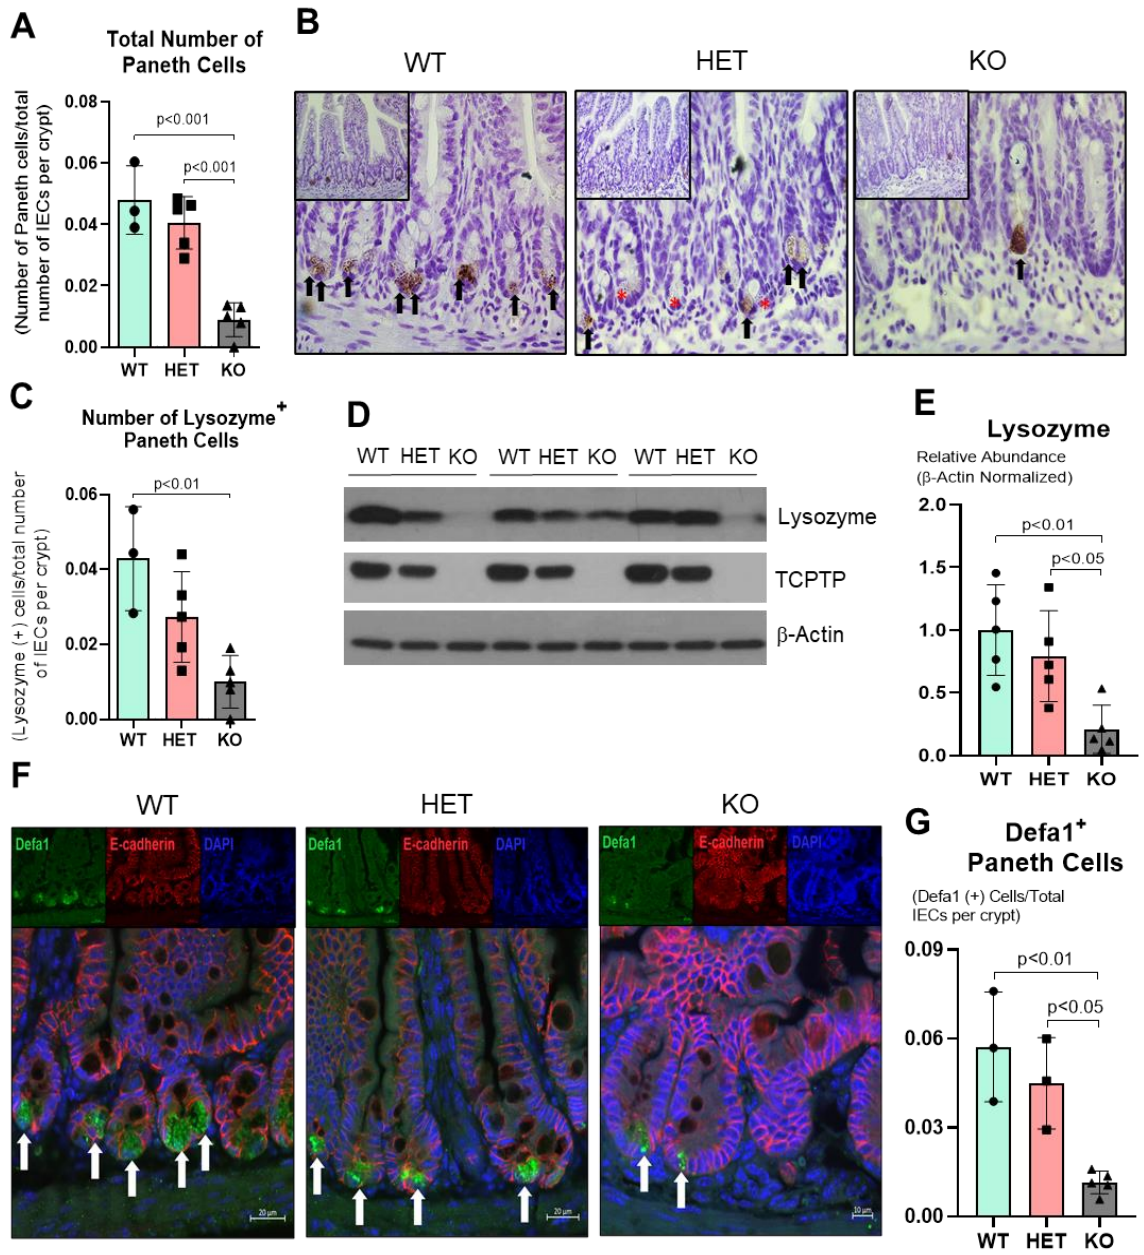 A
Total Number of
Paneth Cells
(Number of Paneth cells/total
number of IECs per crypt)
0.08
0.06
0.04
0.02
0.00
p<0.001
p<0.001
WT HET KO
B
WT HET KO
*
*
*
C
Number of Lysozyme+
Paneth Cells
(Lysozyme (+) cells/total number
of IECs per crypt)
0.06
0.04
0.02
0.00
p<0.01
WT HET KO
D
WT HET KO WT HET KO WT HET KO
Lysozyme
TCPTP
β-Actin
E
Lysozyme
Relative Abundance
(β-Actin Normalized)
2.0
1.5
1.0
0.5
0.0
p<0.01
p<0.05
WT HET KO
F
WT HET KO
Defa1 E-cadherin DAPI
Defa1 E-cadherin DAPI
Defa1 E-cadherin DAPI
20 µm
20 µm
10 µm
G
Defa1+
Paneth Cells
(Defa1 (+) Cells/Total
IECs per crypt)
0.09
0.06
0.03
0.00
p<0.01
p<0.05
WT HET KO